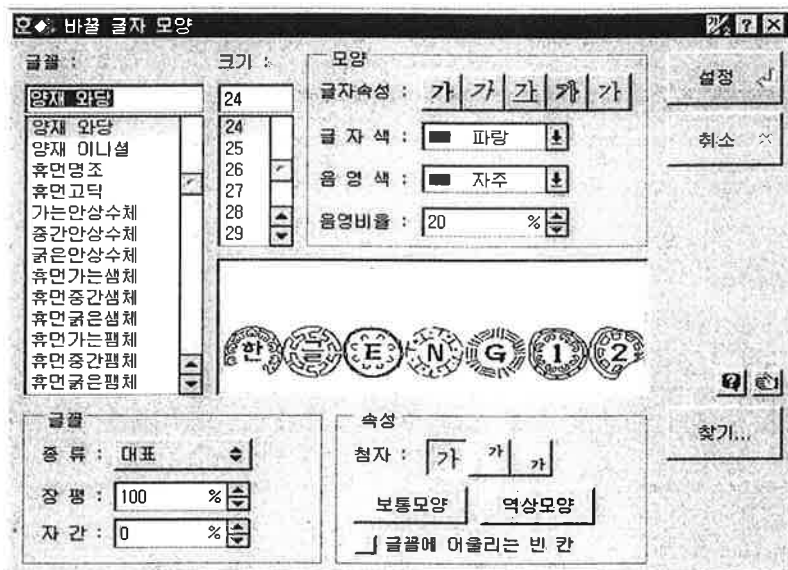 바꿀 글자 모양
글꼴 :
양재 와당
양재 와당
양재 이니셜
휴먼명조
휴먼고딕
가는안상수체
중간안상수체
굵은안상수체
휴먼가는샘체
휴먼중간샘체
휴먼굵은샘체
휴먼가는팸체
휴먼중간팸체
휴먼굵은팸체
크기 :
24
24
25
26
27
28
29
모양
글자속성 : 가 가 가 가 가
글 자 색 : 파랑
음 영 색 : 자주
음영비율 : 20 %
설정
취소
한 글 E N G 1 2
글꼴
종 류 : 대표
장 평 : 100 %
자 간 : 0 %
속성
첨자 : 가 가 가
보통모양 역상모양
글꼴에 어울리는 빈 칸
찾기...